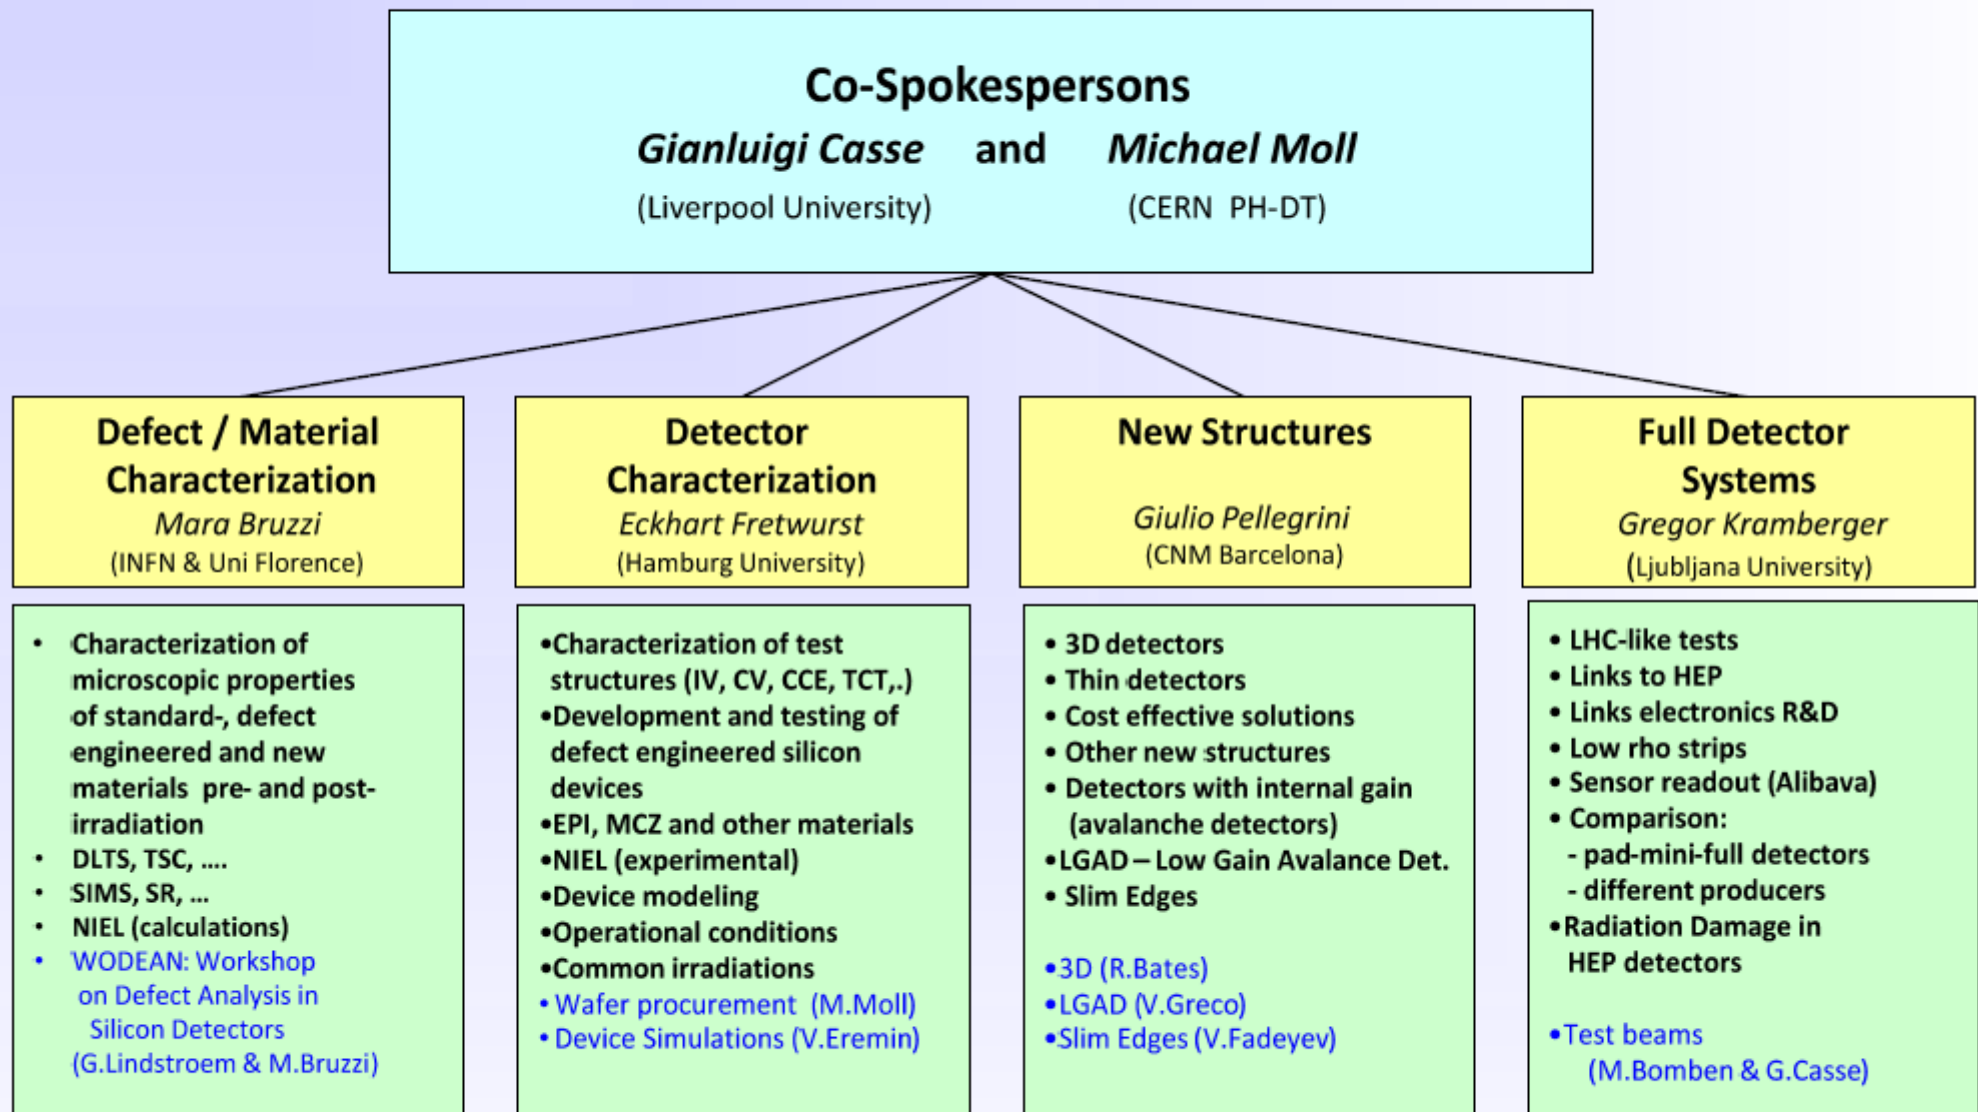 Co-Spokespersons
Gianluigi Casse and Michael Moll
(Liverpool University) (CERN PH-DT)
Defect / Material
Characterization
Mara Bruzzi
(INFN & Uni Florence)
• Characterization of
microscopic properties
of standard-, defect
engineered and new
materials pre- and post-
irradiation
• DLTS, TSC, ....
• SIMS, SR, ...
• NIEL (calculations)
• WODEAN: Workshop
on Defect Analysis in
Silicon Detectors
(G.Lindstroem & M.Bruzzi)
Detector
Characterization
Eckhart Fretwurst
(Hamburg University)
•Characterization of test
structures (IV, CV, CCE, TCT,.)
•Development and testing of
defect engineered silicon
devices
•EPI, MCZ and other materials
•NIEL (experimental)
•Device modeling
•Operational conditions
•Common irradiations
• Wafer procurement (M.Moll)
• Device Simulations (V.Eremin)
New Structures
Giulio Pellegrini
(CNM Barcelona)
• 3D detectors
• Thin detectors
• Cost effective solutions
• Other new structures
• Detectors with internal gain
(avalanche detectors)
•LGAD – Low Gain Avalance Det.
• Slim Edges
•3D (R.Bates)
•LGAD (V.Greco)
•Slim Edges (V.Fadeyev)
Full Detector
Systems
Gregor Kramberger
(Ljubljana University)
• LHC-like tests
• Links to HEP
• Links electronics R&D
• Low rho strips
• Sensor readout (Alibava)
• Comparison:
- pad-mini-full detectors
- different producers
•Radiation Damage in
HEP detectors
•Test beams
(M.Bomben & G.Casse)